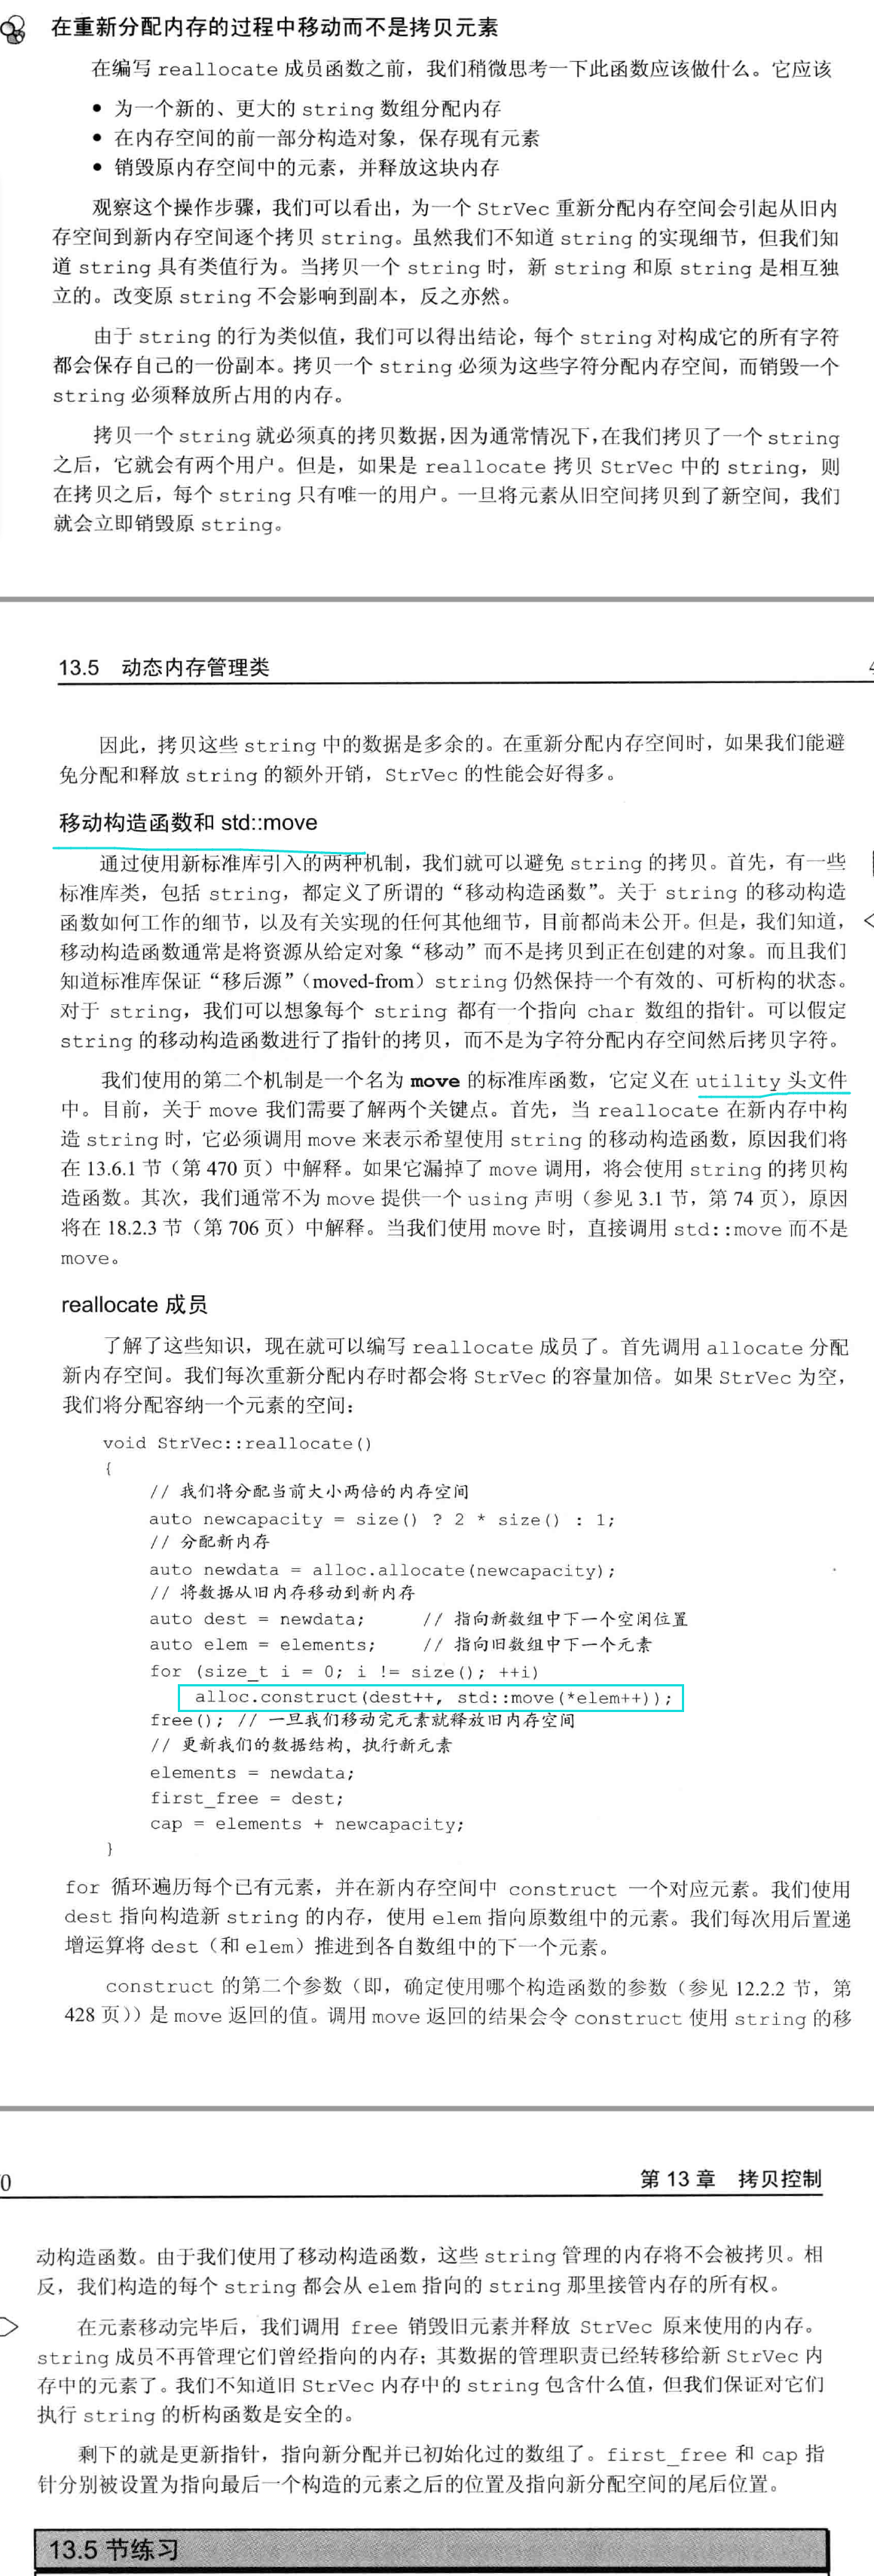 在重新分配内存的过程中移动而不是拷贝元素
在编写 reallocate 成员函数之前，我们稍微思考一下此函数应该做什么。它应该
• 为一个新的、更大的 string 数组分配内存
• 在内存空间的前一部分构造对象，保存现有元素
• 销毁原内存空间中的元素，并释放这块内存
观察这个操作步骤，我们可以看出，为一个 StrVec 重新分配内存空间会引起从旧内
存空间到新内存空间逐个拷贝 string。虽然我们不知道 string 的实现细节，但我们知
道 string 具有类值行为。当拷贝一个 string 时，新 string 和原 string 是相互独
立的。改变原 string 不会影响到副本，反之亦然。
由于 string 的行为类似值，我们可以得出结论，每个 string 对构成它的所有字符
都会保存自己的一份副本。拷贝一个 string 必须为这些字符分配内存空间，而销毁一个
string 必须释放所占用的内存。
拷贝一个 string 就必须真的拷贝数据，因为通常情况下，在我们拷贝了一个 string
之后，它就会有两个用户。但是，如果是 reallocate 拷贝 StrVec 中的 string，则
在拷贝之后，每个 string 只有唯一的用户。一旦将元素从旧空间拷贝到了新空间，我们
就会立即销毁原 string。
13.5 动态内存管理类
因此，拷贝这些 string 中的数据是多余的。在重新分配内存空间时，如果我们能避
免分配和释放 string 的额外开销，StrVec 的性能会好得多。
移动构造函数和 std::move
通过使用新标准库引入的两种机制，我们就可以避免 string 的拷贝。首先，有一些
标准库类，包括 string，都定义了所谓的“移动构造函数”。关于 string 的移动构造
函数如何工作的细节，以及有关实现的任何其他细节，目前都尚未公开。但是，我们知道，
移动构造函数通常是将资源从给定对象“移动”而不是拷贝到正在创建的对象。而且我们
知道标准库保证“移后源”（moved-from）string 仍然保持一个有效的、可析构的状态。
对于 string，我们可以想象每个 string 都有一个指向 char 数组的指针。可以假定
string 的移动构造函数进行了指针的拷贝，而不是为字符分配内存空间然后拷贝字符。
我们使用的第二个机制是一个名为 move 的标准库函数，它定义在 utility 头文件
中。目前，关于 move 我们需要了解两个关键点。首先，当 reallocate 在新内存中构
造 string 时，它必须调用 move 来表示希望使用 string 的移动构造函数，原因我们将
在 13.6.1 节（第 470 页）中解释。如果它漏掉了 move 调用，将会使用 string 的拷贝构
造函数。其次，我们通常不为 move 提供一个 using 声明（参见 3.1 节，第 74 页），原因
将在 18.2.3 节（第 706 页）中解释。当我们使用 move 时，直接调用 std::move 而不是
move。
reallocate 成员
了解了这些知识，现在就可以编写 reallocate 成员了。首先调用 allocate 分配
新内存空间。我们每次重新分配内存时都会将 StrVec 的容量加倍。如果 StrVec 为空，
我们将分配容纳一个元素的空间：
void StrVec::reallocate()
{
// 我们将分配当前大小两倍的内存空间
auto newcapacity = size() ? 2 * size() : 1;
// 分配新内存
auto newdata = alloc.allocate(newcapacity);
// 将数据从旧内存移动到新内存
auto dest = newdata; // 指向新数组中下一个空闲位置
auto elem = elements; // 指向旧数组中下一个元素
for (size_t i = 0; i != size(); ++i)
alloc.construct(dest++, std::move(*elem++));
free(); // 一旦我们移动完元素就释放旧内存空间
// 更新我们的数据结构，执行新元素
elements = newdata;
first_free = dest;
cap = elements + newcapacity;
}
for 循环遍历每个已有元素，并在新内存空间中 construct 一个对应元素。我们使用
dest 指向构造新 string 的内存，使用 elem 指向原数组中的元素。我们每次用后置递
增运算将 dest（和 elem）推进到各自数组中的下一个元素。
construct 的第二个参数（即，确定使用哪个构造函数的参数（参见 12.2.2 节，第
428 页））是 move 返回的值。调用 move 返回的结果会令 construct 使用 string 的移
0
第 13 章 拷贝控制
动构造函数。由于我们使用了移动构造函数，这些 string 管理的内存将不会被拷贝。相
反，我们构造的每个 string 都会从 elem 指向的 string 那里接管内存的所有权。
在元素移动完毕后，我们调用 free 销毁旧元素并释放 StrVec 原来使用的内存。
string 成员不再管理它们曾经指向的内存；其数据的管理职责已经转移给新 StrVec 内
存中的元素了。我们不知道旧 StrVec 内存中的 string 包含什么值，但我们保证对它们
执行 string 的析构函数是安全的。
剩下的就是更新指针，指向新分配并已初始化过的数组了。first_free 和 cap 指
针分别被设置为指向最后一个构造的元素之后的位置及指向新分配空间的尾后位置。
13.5 节练习